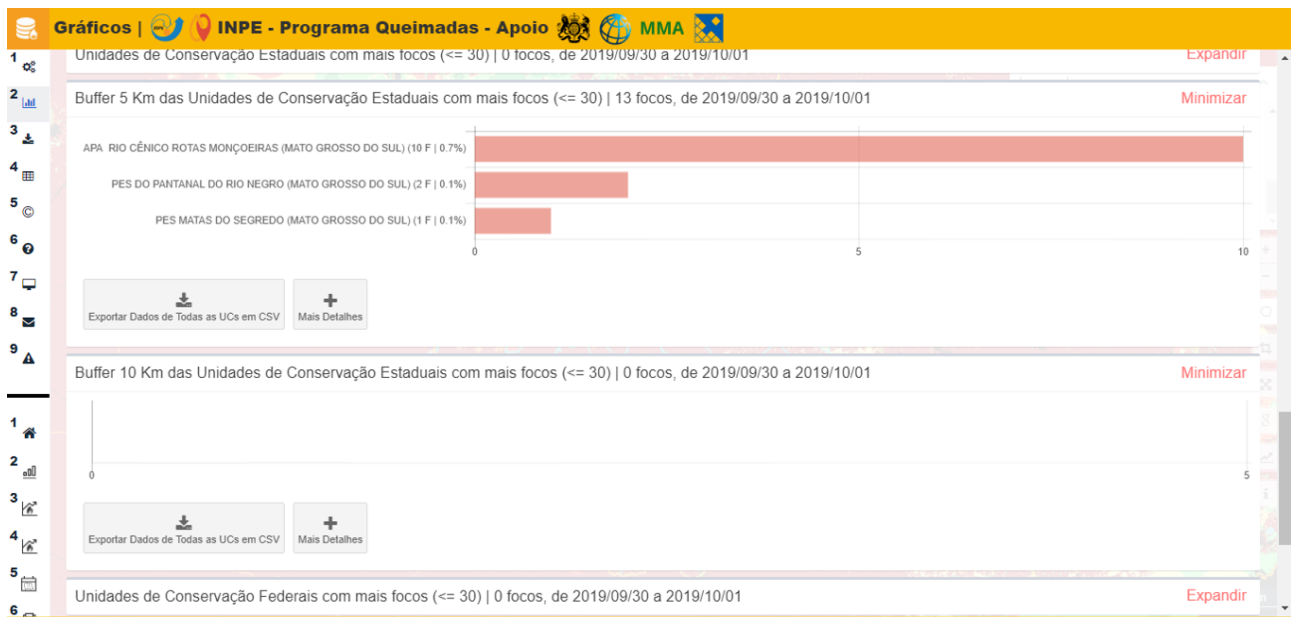 Gráficos | INPE - Programa Queimadas - Apoio MMA
1
2
3
4
5
6
7
8
9
1
2
3
4
5
6
Unidades de Conservação Estaduais com mais focos (<= 30) | 0 focos, de 2019/09/30 a 2019/10/01 Expandir
Buffer 5 Km das Unidades de Conservação Estaduais com mais focos (<= 30) | 13 focos, de 2019/09/30 a 2019/10/01 Minimizar
APA RIO CÊNICO ROTAS MONÇOEIRAS (MATO GROSSO DO SUL) (10 F | 0.7%)
PES DO PANTANAL DO RIO NEGRO (MATO GROSSO DO SUL) (2 F | 0.1%)
PES MATAS DO SEGREDO (MATO GROSSO DO SUL) (1 F | 0.1%)
0 5 10
Exportar Dados de Todas as UCs em CSV Mais Detalhes
Buffer 10 Km das Unidades de Conservação Estaduais com mais focos (<= 30) | 0 focos, de 2019/09/30 a 2019/10/01 Minimizar
0 5
Exportar Dados de Todas as UCs em CSV Mais Detalhes
Unidades de Conservação Federais com mais focos (<= 30) | 0 focos, de 2019/09/30 a 2019/10/01 Expandir